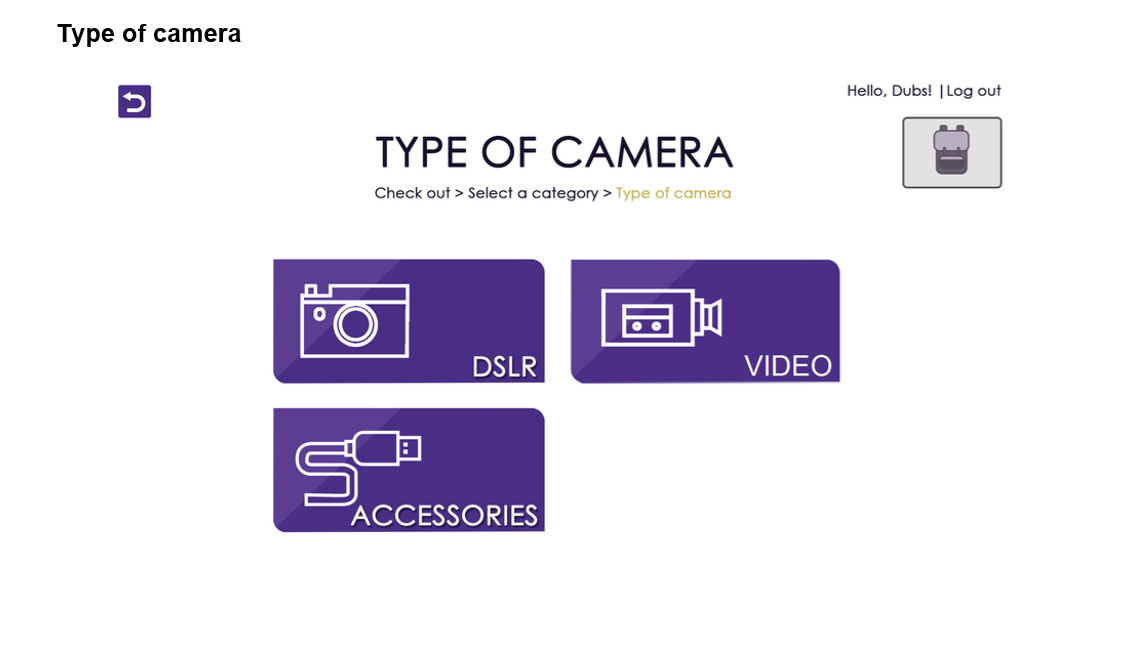 Type of camera
Hello, Dubs! |Log out
TYPE OF CAMERA
Check out > Select a category > Type of camera
DSLR
VIDEO
ACCESSORIES